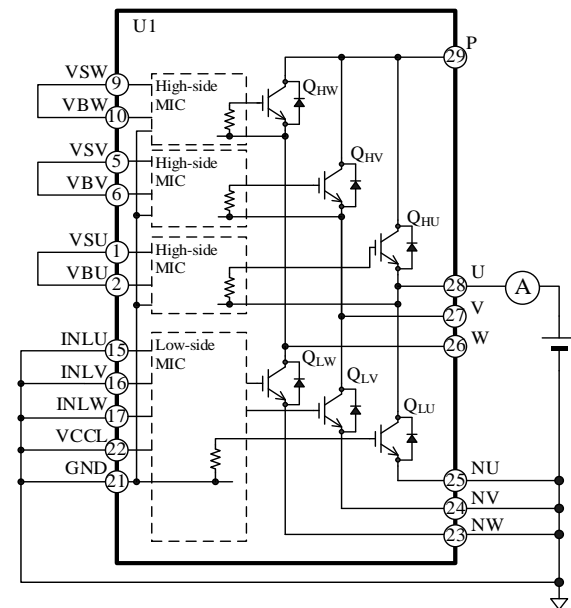 U1
P
29
VSW
9
High-side
MIC
QHW
VBW
10
VSV
5
High-side
MIC
QHV
VBV
6
VSU
1
High-side
MIC
QHU
VBU
2
U
28
A
V
27
W
26
INLU
15
Low-side
MIC
INLV
16
QLW
QLV
QLU
INLW
17
VCCL
22
GND
21
NU
25
NV
24
NW
23